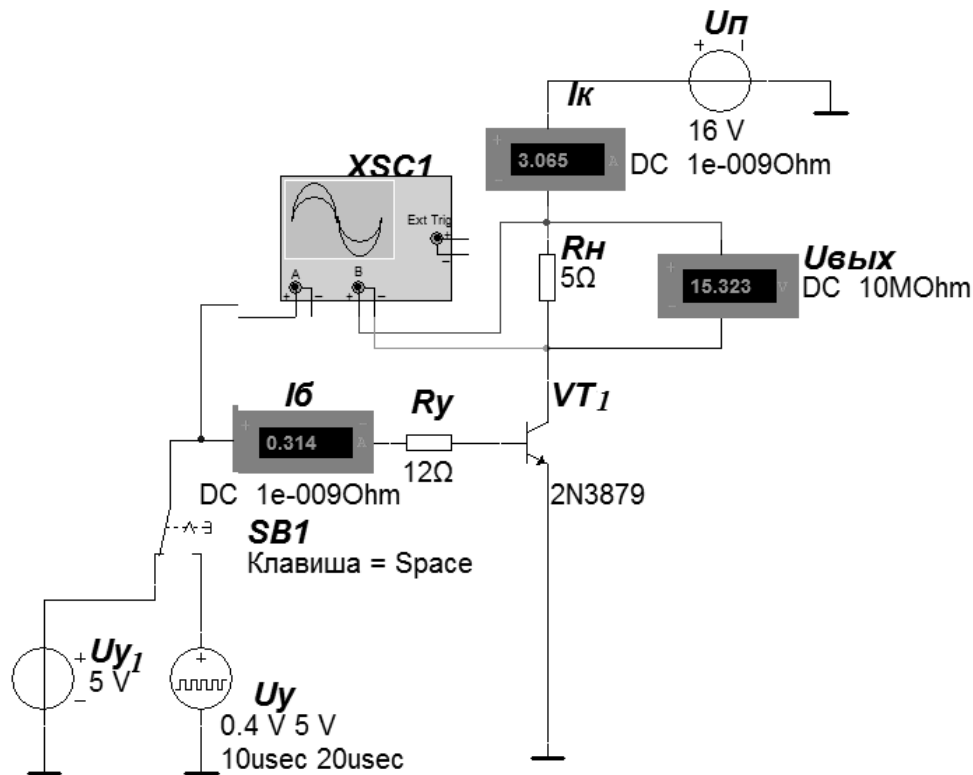 Uп
+ −
16 V
Iк
+
3.065 A
−
DC 1e-009Ohm
XSC1
Ext Trig
+
−
A
B
+ − + −
Rн
5Ω
Uвых
+
15.323 V
−
DC 10MOhm
VT1
2N3879
Iб
+ −
0.314 A
DC 1e-009Ohm
Rу
12Ω
SB1
Клавиша = Space
Uу1
+
5 V
−
+
Uу
0.4 V 5 V
10usec 20usec